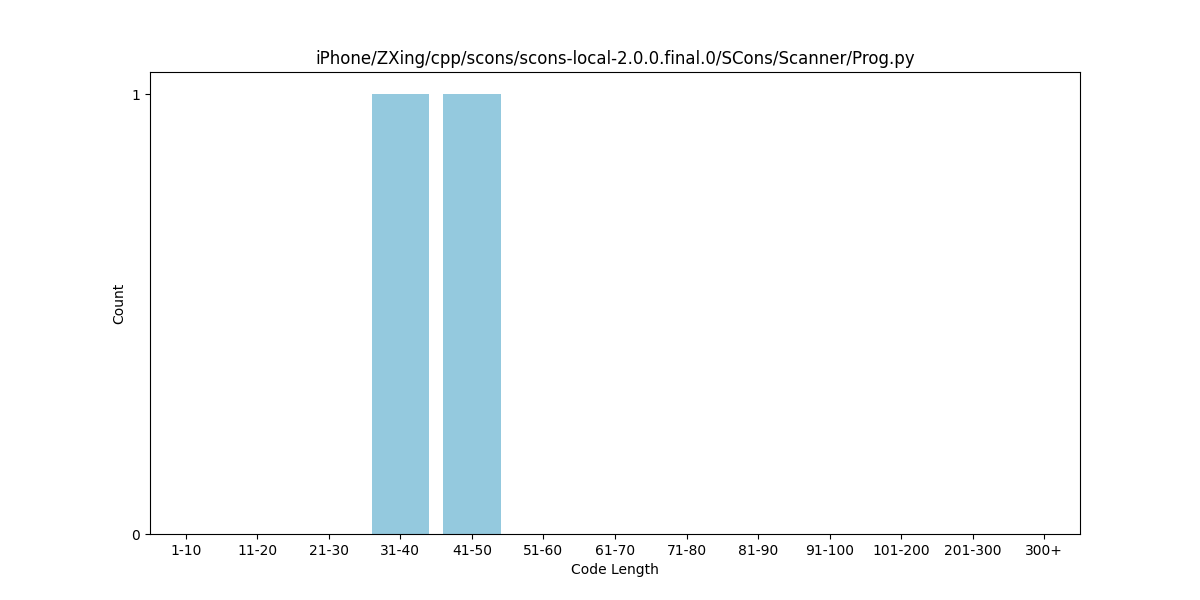 iPhone/ZXing/cpp/scons/scons-local-2.0.0.final.0/SCons/Scanner/Prog.py
1
Count
0
1-10 11-20 21-30 31-40 41-50 51-60 61-70 71-80 81-90 91-100 101-200 201-300 300+
Code Length